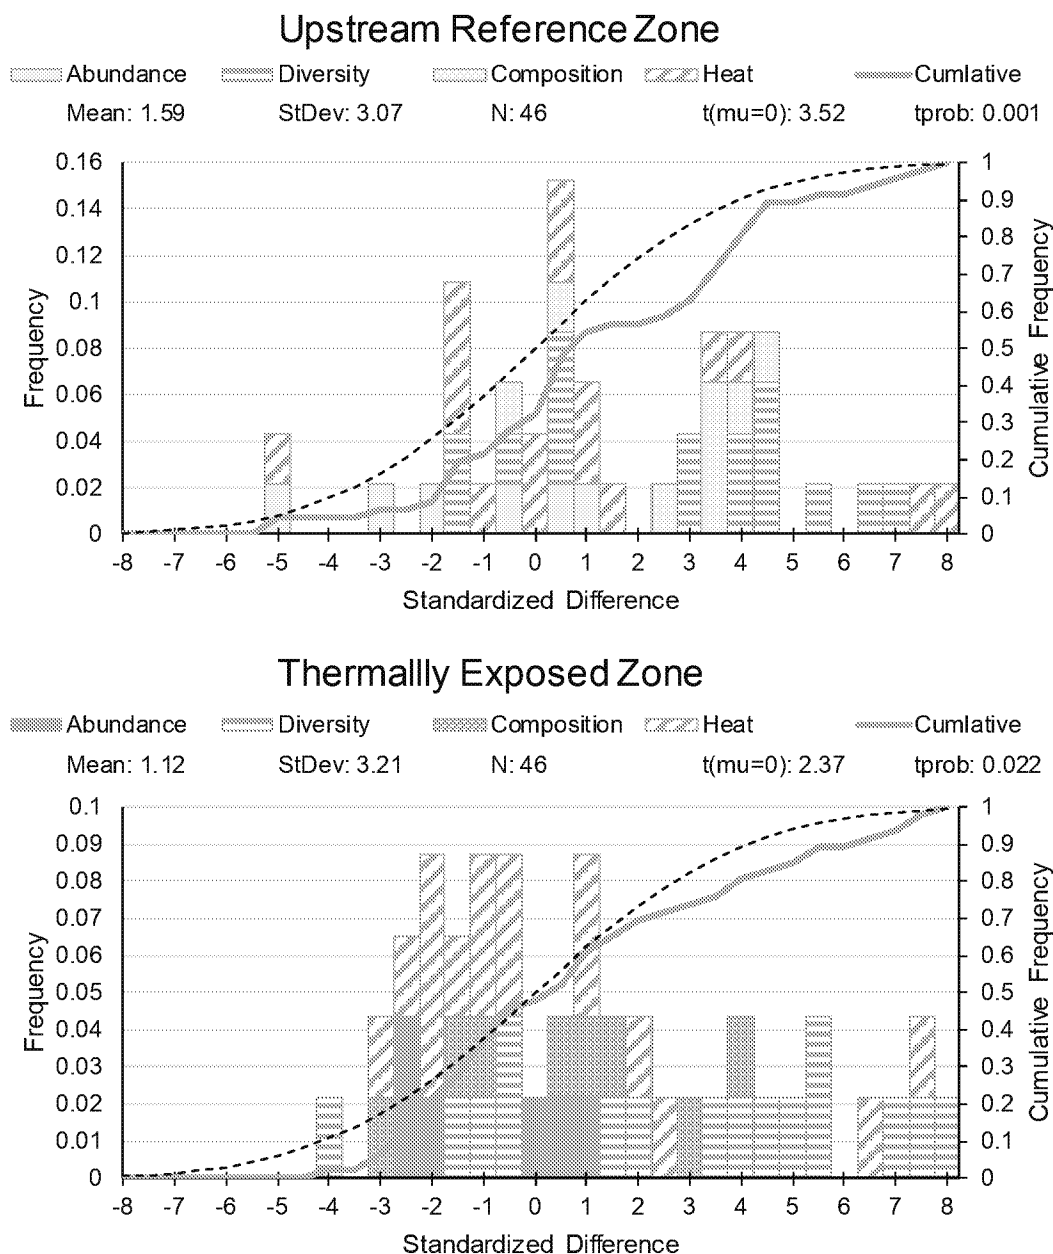 Upstream Reference Zone
Abundance Diversity Composition Heat Cumlative
Mean: 1.59 StDev: 3.07 N: 46 t(mu=0): 3.52 tprob: 0.001
0.16 1
0.9
0.14
0.8
0.12
0.7
0.1
0.6
0.08 0.5
0.4
0.06
0.3
0.04
0.2
0.02
0.1
0 0
Frequency
Cumulative Frequency
-8 -7 -6 -5 -4 -3 -2 -1 0 1 2 3 4 5 6 7 8
Standardized Difference
Thermallly Exposed Zone
Abundance Diversity Composition Heat Cumlative
Mean: 1.12 StDev: 3.21 N: 46 t(mu=0): 2.37 tprob: 0.022
0.1 1
0.09 0.9
0.08 0.8
0.07 0.7
0.06 0.6
0.05 0.5
0.04 0.4
0.03 0.3
0.02 0.2
0.01 0.1
0 0
Frequency
Cumulative Frequency
-8 -7 -6 -5 -4 -3 -2 -1 0 1 2 3 4 5 6 7 8
Standardized Difference